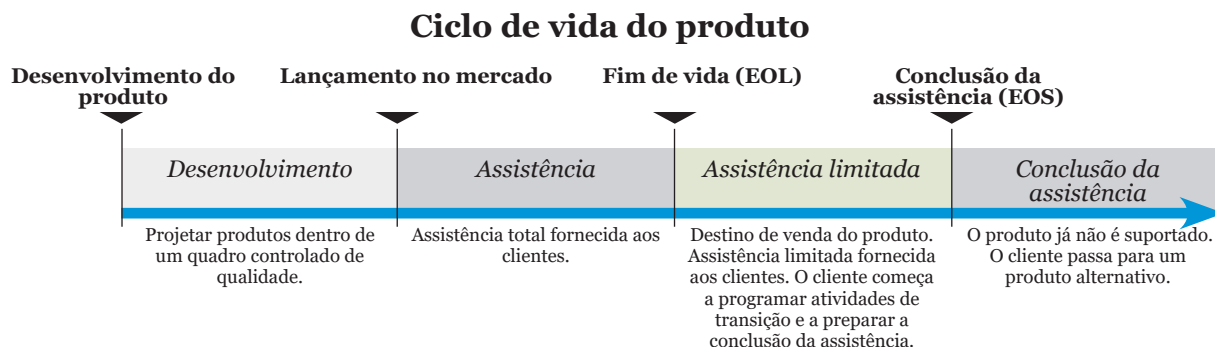 Ciclo de vida do produto
Desenvolvimento do
produto
Lançamento no mercado
Fim de vida (EOL)
Conclusão da
assistência (EOS)
Desenvolvimento
Assistência
Assistência limitada
Conclusão da
assistência
Projetar produtos dentro de
um quadro controlado de
qualidade.
Assistência total fornecida aos
clientes.
Destino de venda do produto.
Assistência limitada fornecida
aos clientes. O cliente começa
a programar atividades de
transição e a preparar a
conclusão da assistência.
O produto já não é suportado.
O cliente passa para um
produto alternativo.